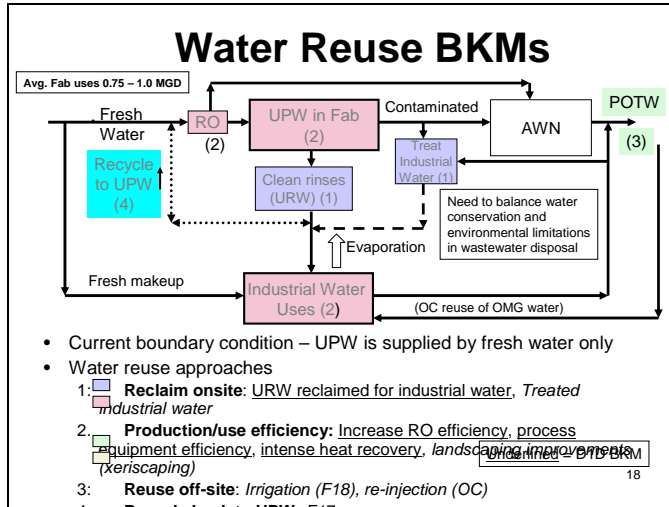 Water Reuse BKMs
Avg. Fab uses 0.75 – 1.0 MGD
Fresh
Water
RO
(2)
UPW in Fab
(2)
Contaminated
AWN
POTW
(3)
Recycle
to UPW
(4)
Clean rinses
(URW) (1)
Treat
Industrial
Water (1)
Need to balance water
conservation and
environmental limitations
in wastewater disposal
Evaporation
Fresh makeup
Industrial Water
Uses (2)
(OC reuse of OMG water)
• Current boundary condition – UPW is supplied by fresh water only
• Water reuse approaches
1: Reclaim onsite: URW reclaimed for industrial water, Treated
industrial water
2. Production/use efficiency: Increase RO efficiency, process
equipment efficiency, intense heat recovery, landscaping improvements
(xeriscaping)
Underlined = D1D BKM
18
3: Reuse off-site: Irrigation (F18), re-injection (OC)